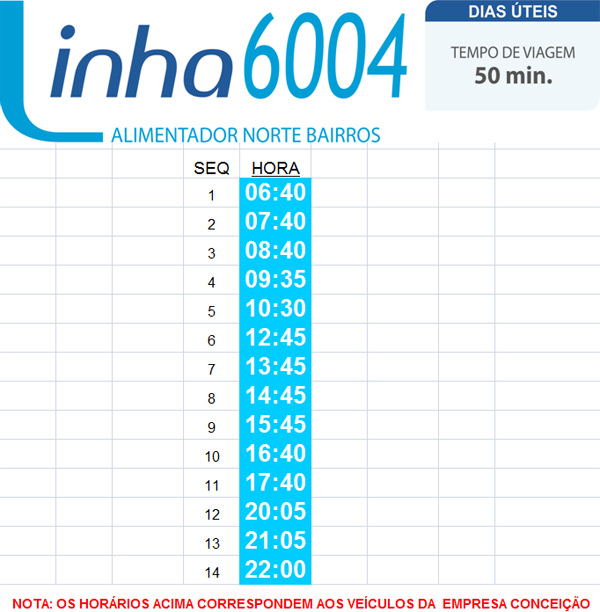 Linha 6004
DIAS ÚTEIS
TEMPO DE VIAGEM
50 min.
ALIMENTADOR NORTE BAIRROS
SEQ HORA
1 06:40
2 07:40
3 08:40
4 09:35
5 10:30
6 12:45
7 13:45
8 14:45
9 15:45
10 16:40
11 17:40
12 20:05
13 21:05
14 22:00
NOTA: OS HORÁRIOS ACIMA CORRESPONDEM AOS VEÍCULOS DA EMPRESA CONCEIÇÃO